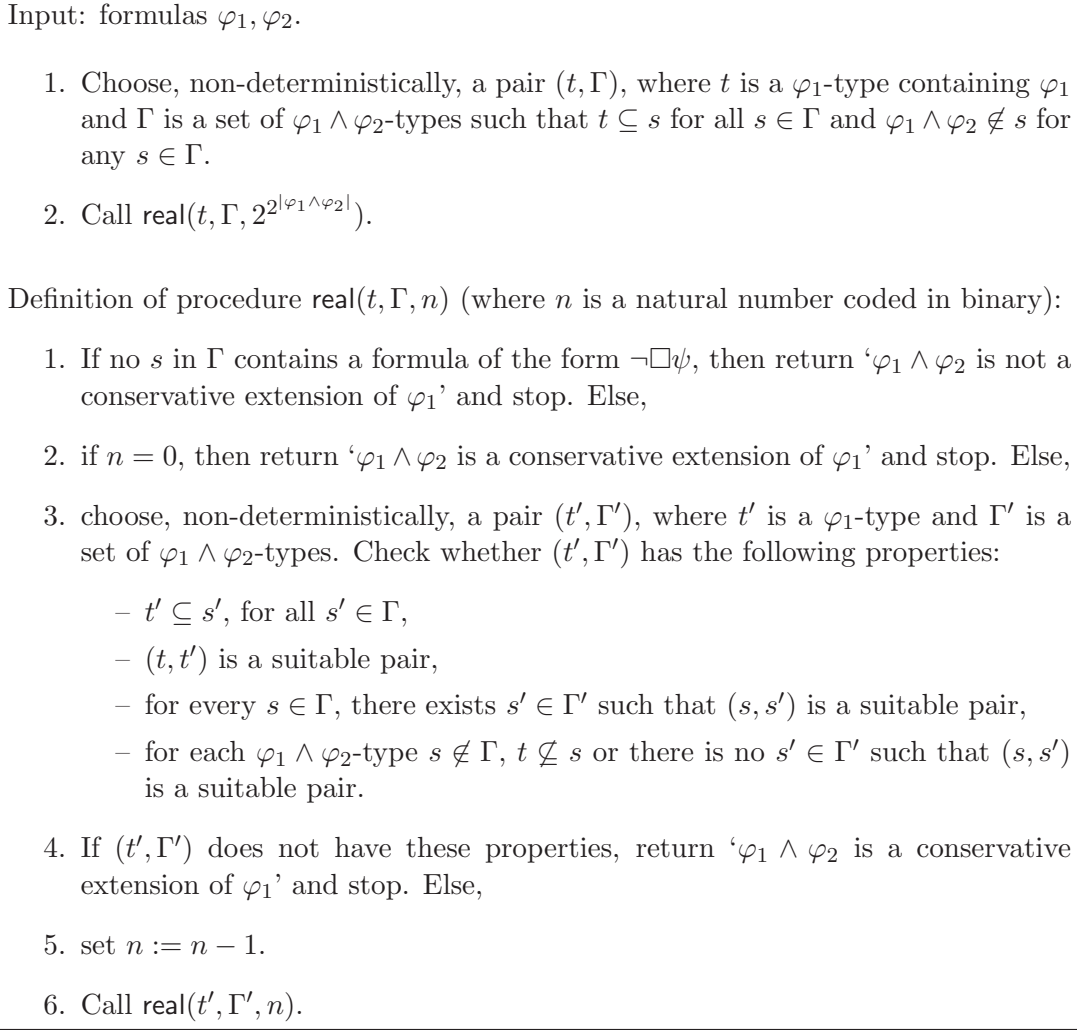 Input: formulas φ₁, φ₂.
1. Choose, non-deterministically, a pair (t, Γ), where t is a φ₁-type containing φ₁
and Γ is a set of φ₁ ∧ φ₂-types such that t ⊆ s for all s ∈ Γ and φ₁ ∧ φ₂ ∉ s for
any s ∈ Γ.
2. Call real(t, Γ, 2^{2^{|φ₁∧φ₂|}}).
Definition of procedure real(t, Γ, n) (where n is a natural number coded in binary):
1. If no s in Γ contains a formula of the form ¬□ψ, then return ‘φ₁ ∧ φ₂ is not a
conservative extension of φ₁’ and stop. Else,
2. if n = 0, then return ‘φ₁ ∧ φ₂ is a conservative extension of φ₁’ and stop. Else,
3. choose, non-deterministically, a pair (t′, Γ′), where t′ is a φ₁-type and Γ′ is a
set of φ₁ ∧ φ₂-types. Check whether (t′, Γ′) has the following properties:
– t′ ⊆ s′, for all s′ ∈ Γ,
– (t, t′) is a suitable pair,
– for every s ∈ Γ, there exists s′ ∈ Γ′ such that (s, s′) is a suitable pair,
– for each φ₁ ∧ φ₂-type s ∉ Γ, t ⊈ s or there is no s′ ∈ Γ′ such that (s, s′)
is a suitable pair.
4. If (t′, Γ′) does not have these properties, return ‘φ₁ ∧ φ₂ is a conservative
extension of φ₁’ and stop. Else,
5. set n := n − 1.
6. Call real(t′, Γ′, n).